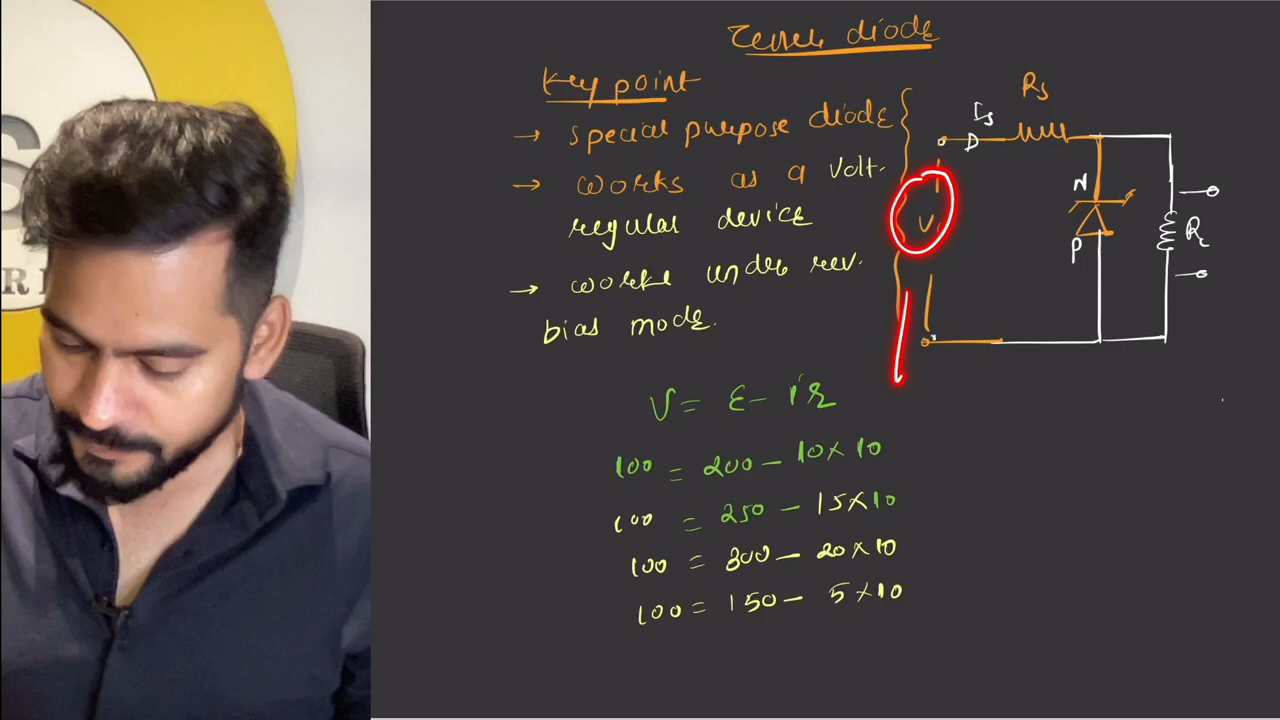 Zener diode
Key point
→ special purpose diode
→ works as a volt.
regular device
→ works under rev.
bias mode.
Is
Rs
V
N
P
RL
V = ε - ir
100 = 200 - 10×10
100 = 250 - 15×10
100 = 300 - 20×10
100 = 150 - 5×10